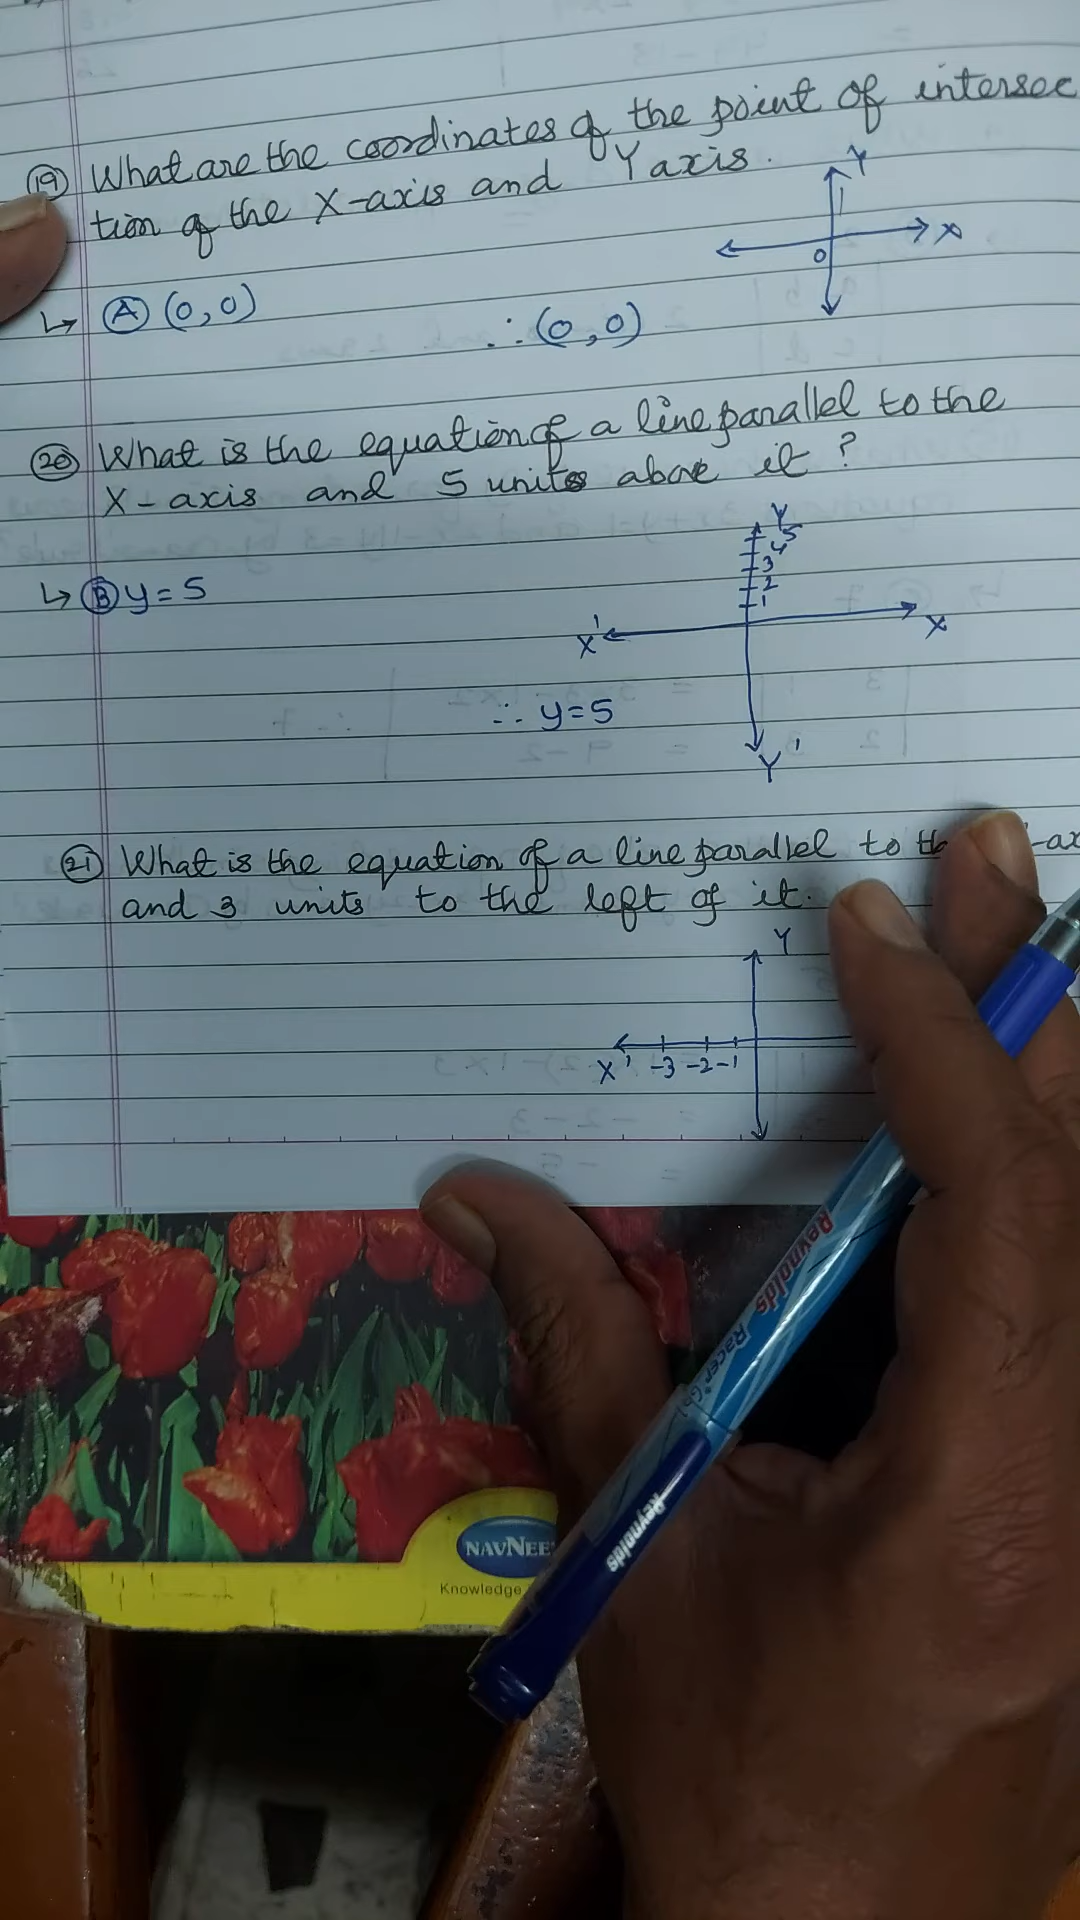 (19) What are the coordinates of the point of intersec
tion of the X-axis and Y axis.
Y
X
0
↳ (A) (0,0)
∴ (0,0)
(20) What is the equation of a line parallel to the
X-axis and 5 units above it ?
Y
5
4
3
2
1
↳ (B) y=5
X'
X
∴ y=5
Y'
(21) What is the equation of a line parallel to
and 3 units to the left of it.
Y
X' -3 -2 -1
Reynolds
Racer Gel
Reynolds
NAVNEE
Knowledge